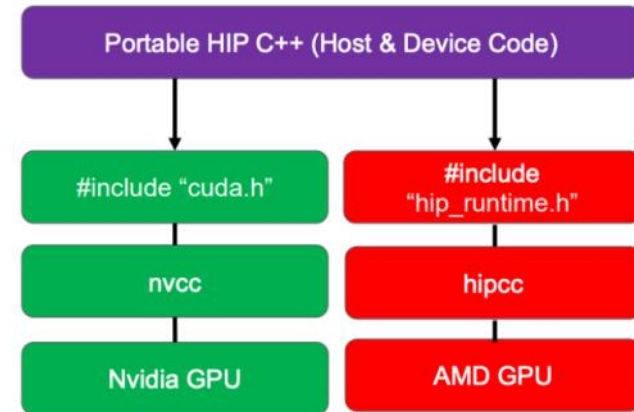 Portable HIP C++ (Host & Device Code)
#include “cuda.h”
#include
“hip_runtime.h”
nvcc
hipcc
Nvidia GPU
AMD GPU